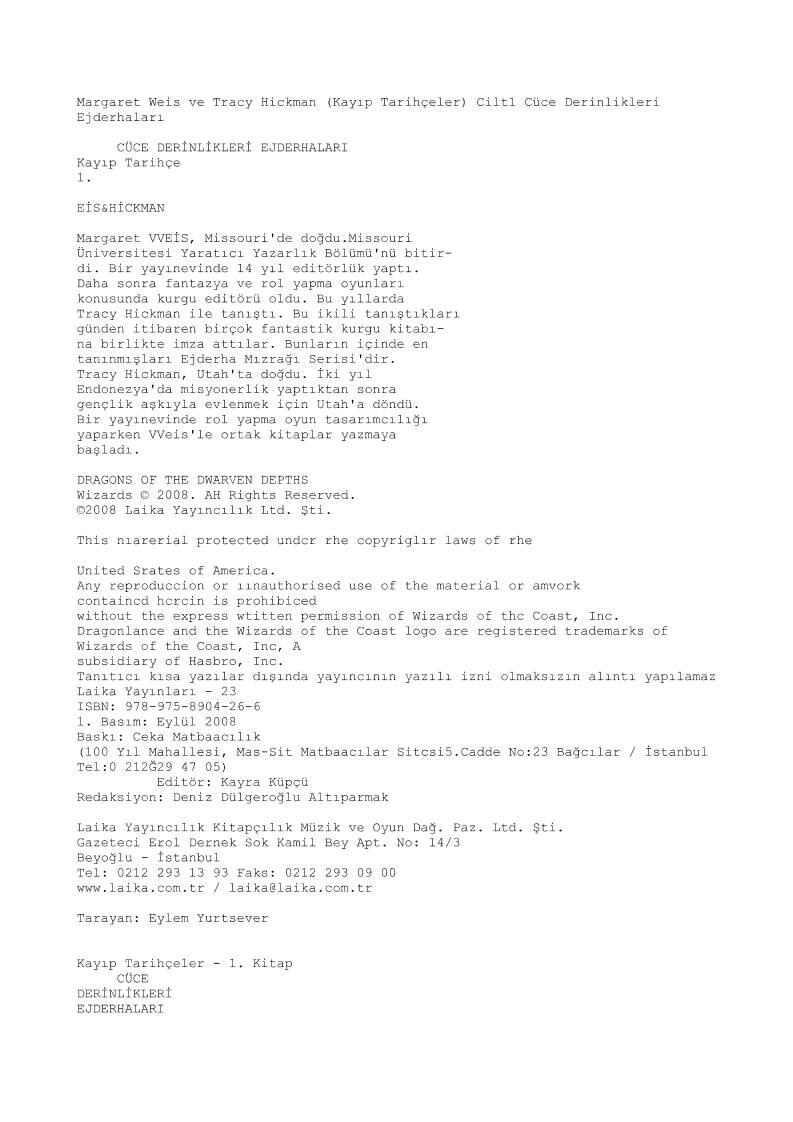 Margaret Weis ve Tracy Hickman (Kayıp Tarihçeler) Cilt1 Cüce Derinlikleri
Ejderhaları
CÜCE DERİNLİKLERİ EJDERHALARI
Kayıp Tarihçe
1.
EİS&HİCKMAN
Margaret VVEİS, Missouri'de doğdu.Missouri
Üniversitesi Yaratıcı Yazarlık Bölümü'nü bitir-
di. Bir yayınevinde 14 yıl editörlük yaptı.
Daha sonra fantazya ve rol yapma oyunları
konusunda kurgu editörü oldu. Bu yıllarda
Tracy Hickman ile tanıştı. Bu ikili tanıştıkları
günden itibaren birçok fantastik kurgu kitabı-
na birlikte imza attılar. Bunların içinde en
tanınmışları Ejderha Mızrağı Serisi'dir.
Tracy Hickman, Utah'ta doğdu. İki yıl
Endonezya'da misyonerlik yaptıktan sonra
gençlik aşkıyla evlenmek için Utah'a döndü.
Bir yayınevinde rol yapma oyun tasarımcılığı
yaparken VVeis'le ortak kitaplar yazmaya
başladı.
DRAGONS OF THE DWARVEN DEPTHS
Wizards © 2008. AH Rights Reserved.
©2008 Laika Yayıncılık Ltd. Şti.
This nıarerial protected undcr rhe copyriglır laws of rhe
United Srates of America.
Any reproduccion or ıınauthorised use of the material or amvork
containcd hcrcin is prohibiced
without the express wtitten permission of Wizards of thc Coast, Inc.
Dragonlance and the Wizards of the Coast logo are registered trademarks of
Wizards of the Coast, Inc, A
subsidiary of Hasbro, Inc.
Tanıtıcı kısa yazılar dışında yayıncının yazılı izni olmaksızın alıntı yapılamaz
Laika Yayınları - 23
ISBN: 978-975-8904-26-6
1. Basım: Eylül 2008
Baskı: Ceka Matbaacılık
(100 Yıl Mahallesi, Mas-Sit Matbaacılar Sitcsi5.Cadde No:23 Bağcılar / İstanbul
Tel:0 212Ğ29 47 05)
Editör: Kayra Küpçü
Redaksiyon: Deniz Dülgeroğlu Altıparmak
Laika Yayıncılık Kitapçılık Müzik ve Oyun Dağ. Paz. Ltd. Şti.
Gazeteci Erol Dernek Sok Kamil Bey Apt. No: 14/3
Beyoğlu - İstanbul
Tel: 0212 293 13 93 Faks: 0212 293 09 00
www.laika.com.tr / laika@laika.com.tr
Tarayan: Eylem Yurtsever
Kayıp Tarihçeler - 1. Kitap
CÜCE
DERİNLİKLERİ
EJDERHALARI